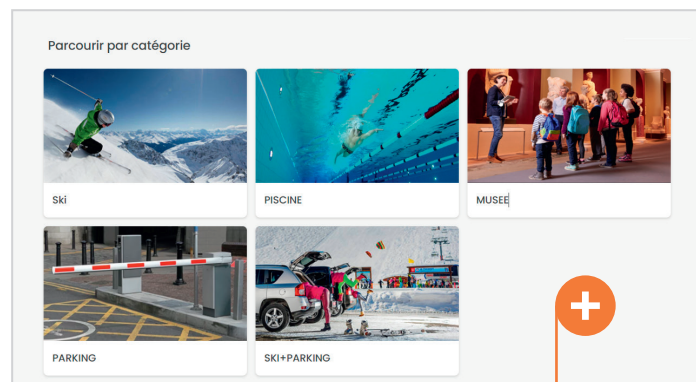 Parcourir par catégorie
Ski
PISCINE
MUSEE
PARKING
SKI+PARKING